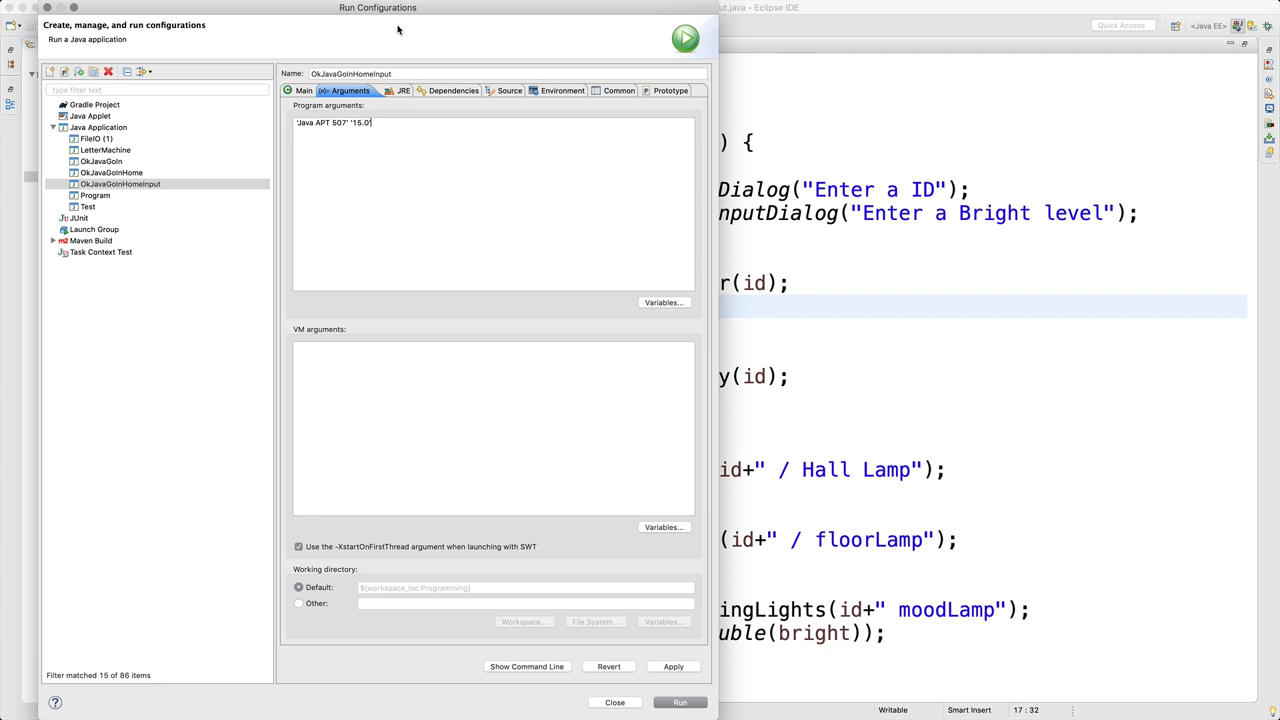 Run Configurations
ut.java - Eclipse IDE
Create, manage, and run configurations
Run a Java application
Quick Access
<Java EE>
Name: OkJavaGoInHomeInput
type filter text
Main
(x)= Arguments
JRE
Dependencies
Source
Environment
Common
Prototype
Gradle Project
Java Applet
Java Application
FileIO (1)
LetterMachine
OkJavaGoIn
OkJavaGoInHome
OkJavaGoInHomeInput
Program
Test
JUnit
Launch Group
Maven Build
Task Context Test
Program arguments:
'Java APT 507' '15.0'
Variables...
VM arguments:
Variables...
Use the -XstartOnFirstThread argument when launching with SWT
Working directory:
Default: ${workspace_loc:Programming}
Other:
Workspace...
File System...
Variables...
Show Command Line
Revert
Apply
Filter matched 15 of 86 items
Close
Run
) {
Dialog("Enter a ID");
nputDialog("Enter a Bright level");
r(id);
y(id);
id+" / Hall Lamp");
(id+" / floorLamp");
ingLights(id+" moodLamp");
uble(bright));
Writable
Smart Insert
17 : 32